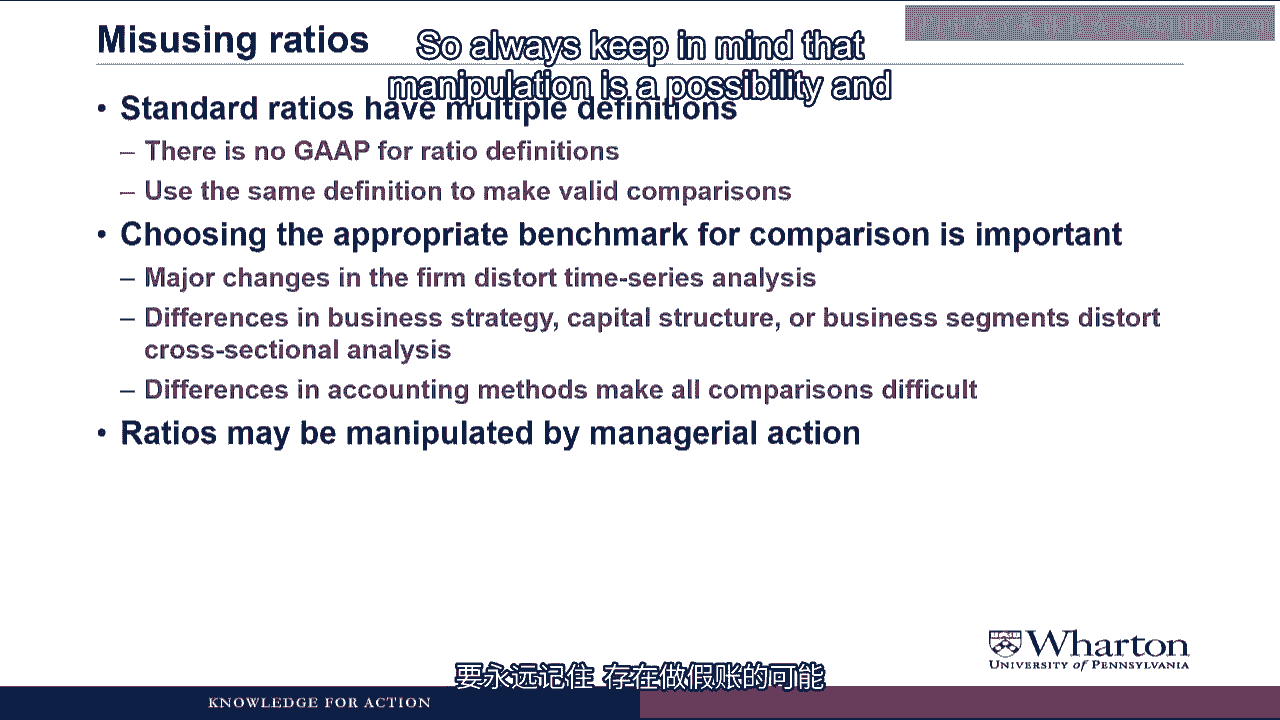 Misusing ratios
So always keep in mind that
manipulation is a possibility and
• Standard ratios have multiple definitions
– There is no GAAP for ratio definitions
– Use the same definition to make valid comparisons
• Choosing the appropriate benchmark for comparison is important
– Major changes in the firm distort time-series analysis
– Differences in business strategy, capital structure, or business segments distort
cross-sectional analysis
– Differences in accounting methods make all comparisons difficult
• Ratios may be manipulated by managerial action
Wharton
UNIVERSITY of PENNSYLVANIA
要永远记住 存在做假账的可能
KNOWLEDGE FOR ACTION